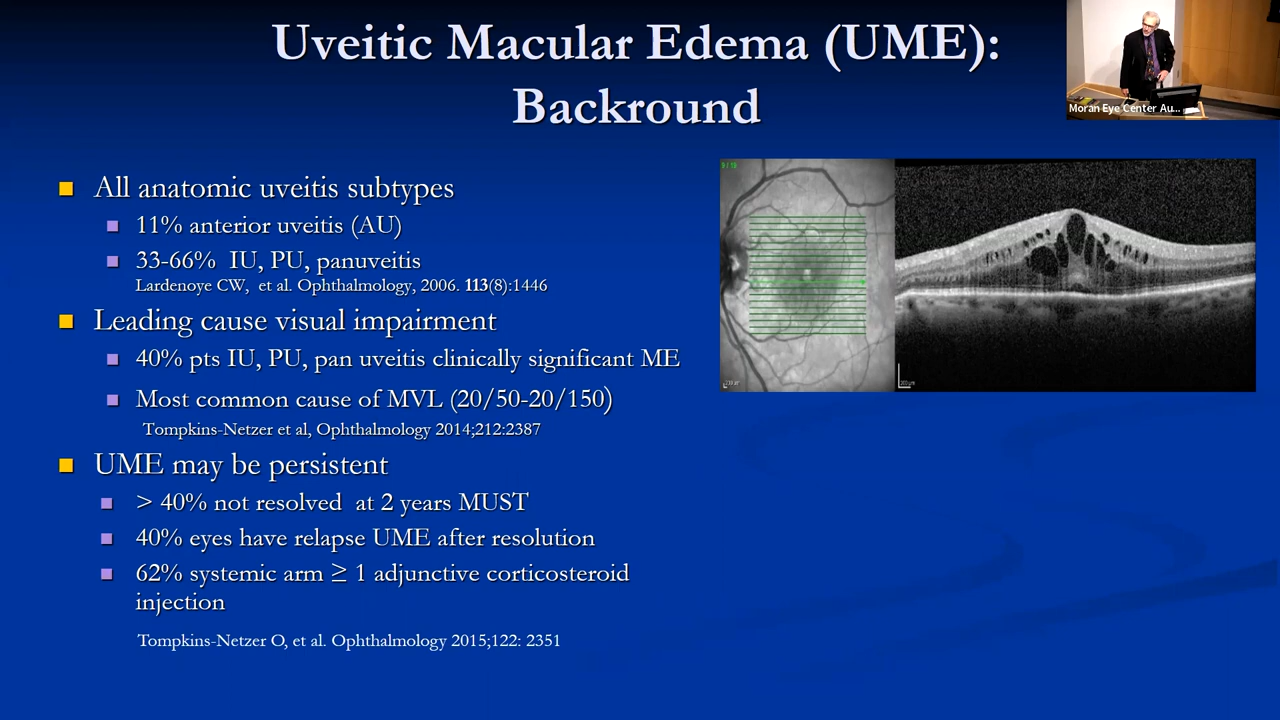 Uveitic Macular Edema (UME):
Backround
Moran Eye Center Au...
All anatomic uveitis subtypes
11% anterior uveitis (AU)
33-66% IU, PU, panuveitis
Lardenoye CW, et al. Ophthalmology, 2006. 113(8):1446
Leading cause visual impairment
40% pts IU, PU, pan uveitis clinically significant ME
Most common cause of MVL (20/50-20/150)
Tompkins-Netzer et al, Ophthalmology 2014;212:2387
UME may be persistent
> 40% not resolved at 2 years MUST
40% eyes have relapse UME after resolution
62% systemic arm ≥ 1 adjunctive corticosteroid
injection
Tompkins-Netzer O, et al. Ophthalmology 2015;122: 2351